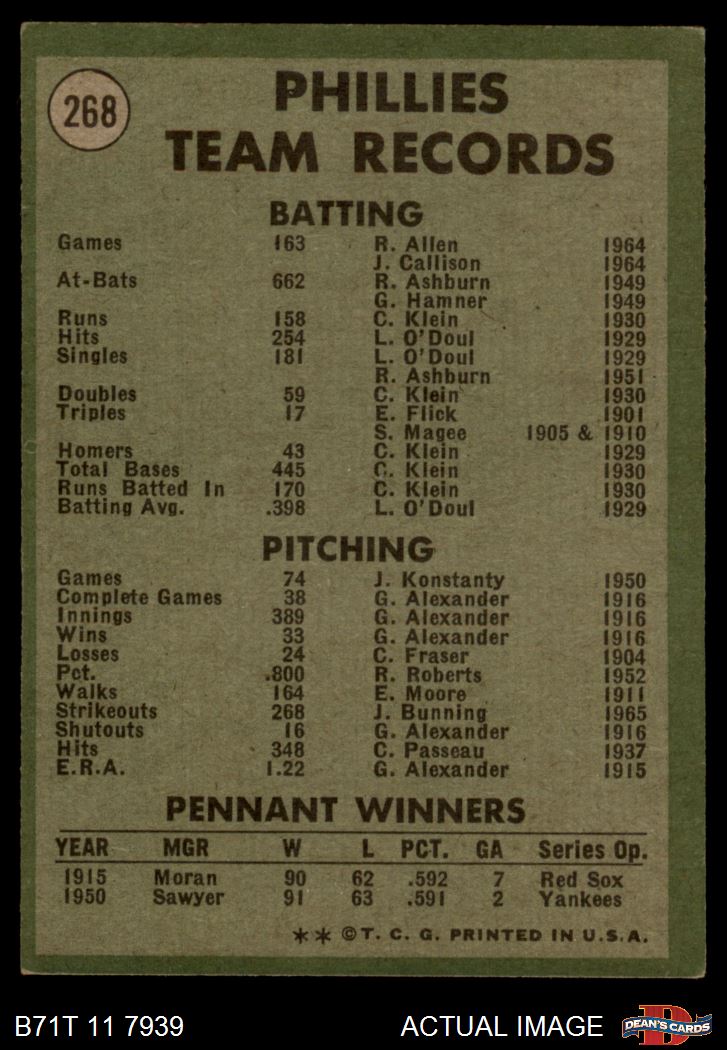 268
PHILLIES
TEAM RECORDS
BATTING
Games 163 R. Allen 1964
J. Callison 1964
At-Bats 662 R. Ashburn 1949
G. Hamner 1949
Runs 158 C. Klein 1930
Hits 254 L. O'Doul 1929
Singles 181 L. O'Doul 1929
R. Ashburn 1951
Doubles 59 C. Klein 1930
Triples 17 E. Flick 1901
S. Magee 1905 & 1910
Homers 43 C. Klein 1929
Total Bases 445 C. Klein 1930
Runs Batted In 170 C. Klein 1930
Batting Avg. .398 L. O'Doul 1929
PITCHING
Games 74 J. Konstanty 1950
Complete Games 38 G. Alexander 1916
Innings 389 G. Alexander 1916
Wins 33 G. Alexander 1916
Losses 24 C. Fraser 1904
Pct. .800 R. Roberts 1952
Walks 164 E. Moore 1911
Strikeouts 268 J. Bunning 1965
Shutouts 16 G. Alexander 1916
Hits 348 C. Passeau 1937
E.R.A. 1.22 G. Alexander 1915
PENNANT WINNERS
YEAR MGR W L PCT. GA Series Op.
1915 Moran 90 62 .592 7 Red Sox
1950 Sawyer 91 63 .591 2 Yankees
** © T. C. G. PRINTED IN U.S.A.
B71T 11 7939 ACTUAL IMAGE
D
DEAN'S CARDS